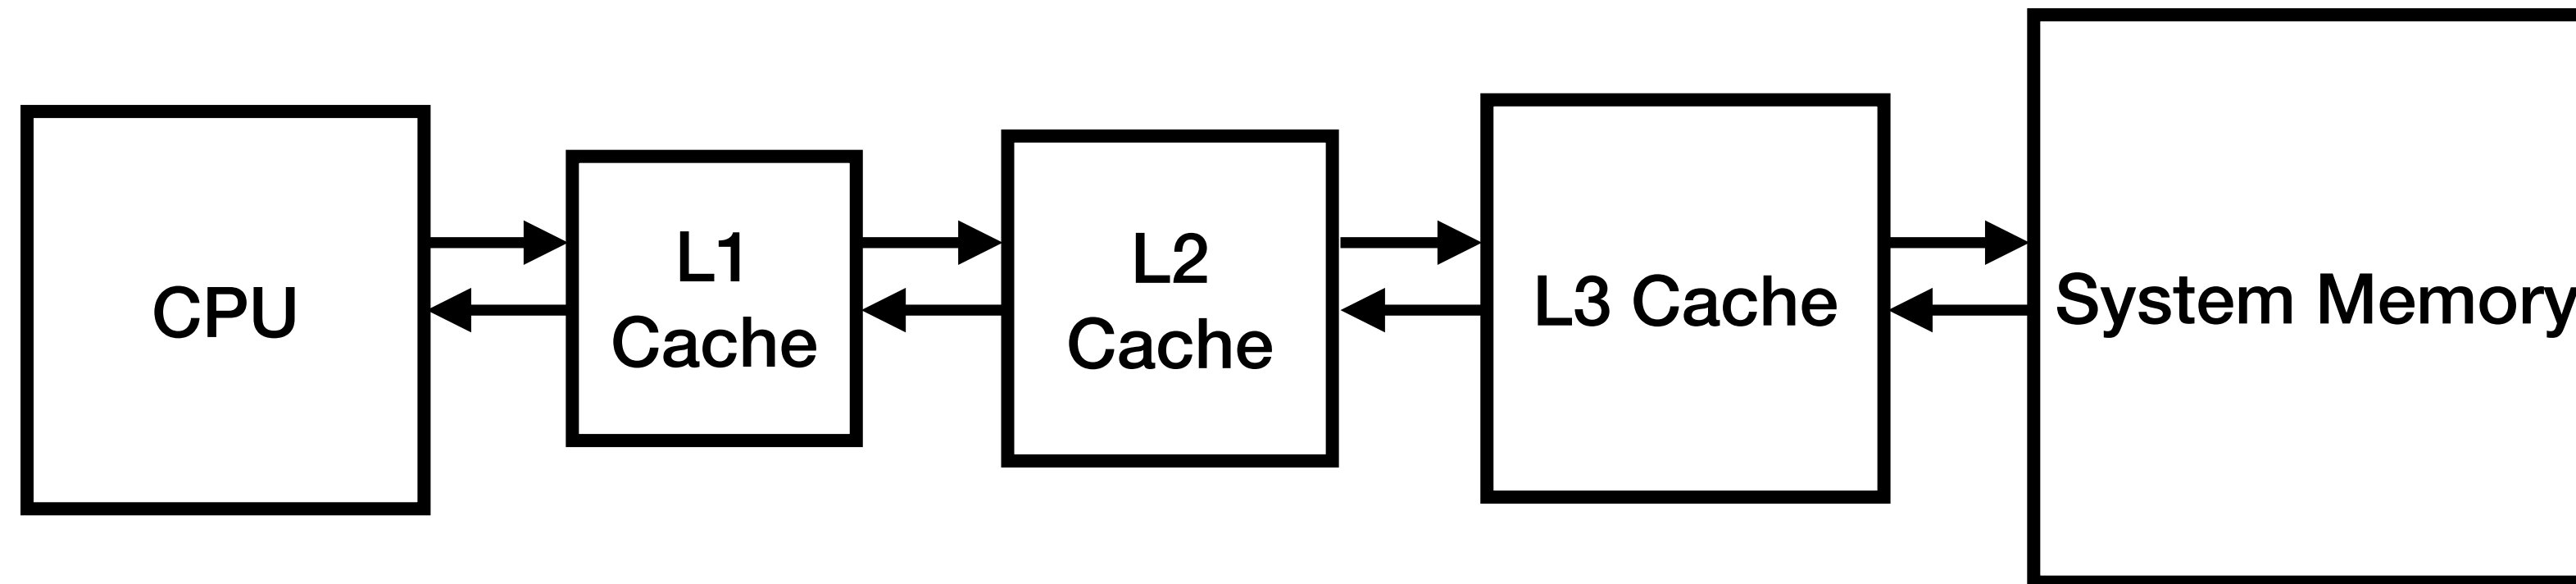 CPU
L1
Cache
L2
Cache
L3 Cache
System Memory